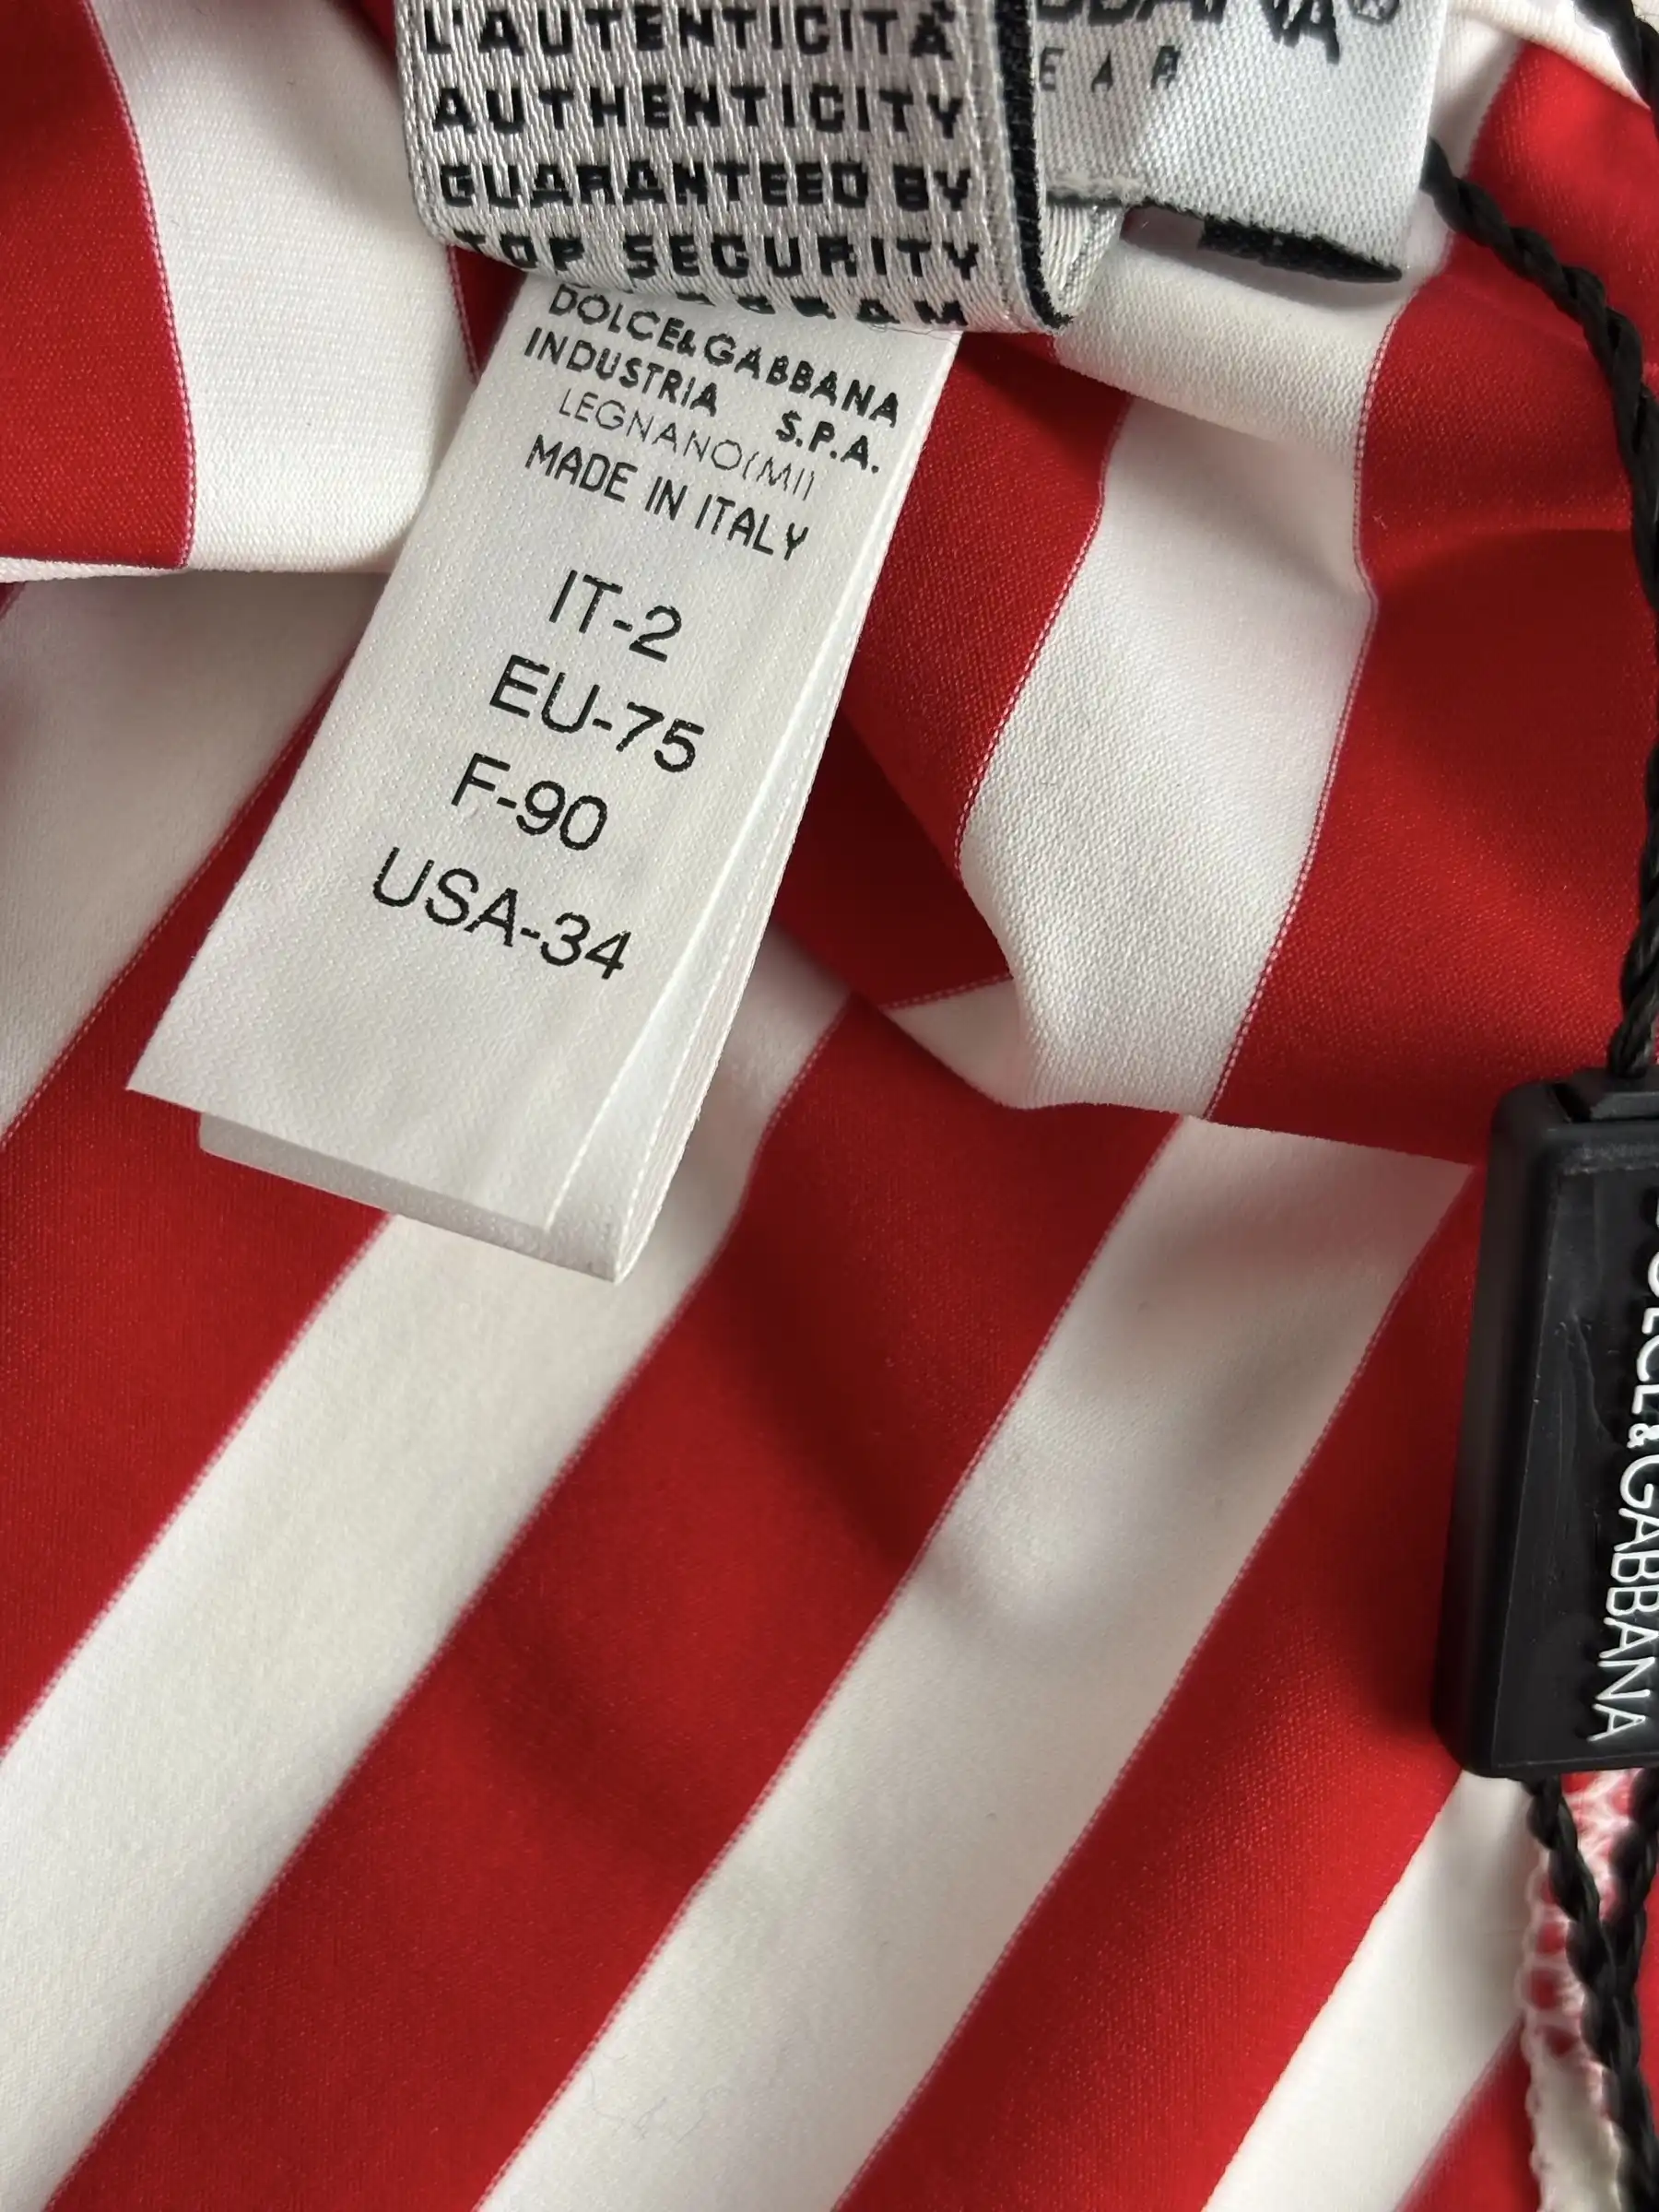 L'AUTENTICITÀ
AUTHENTICITY
GUARANTEED BY
TOP SECURITY
EAR
DOLCE&GABBANA
INDUSTRIA S.P.A.
LEGNANO(MI)
MADE IN ITALY
IT-2
EU-75
F-90
USA-34
DOLCE&GABBANA